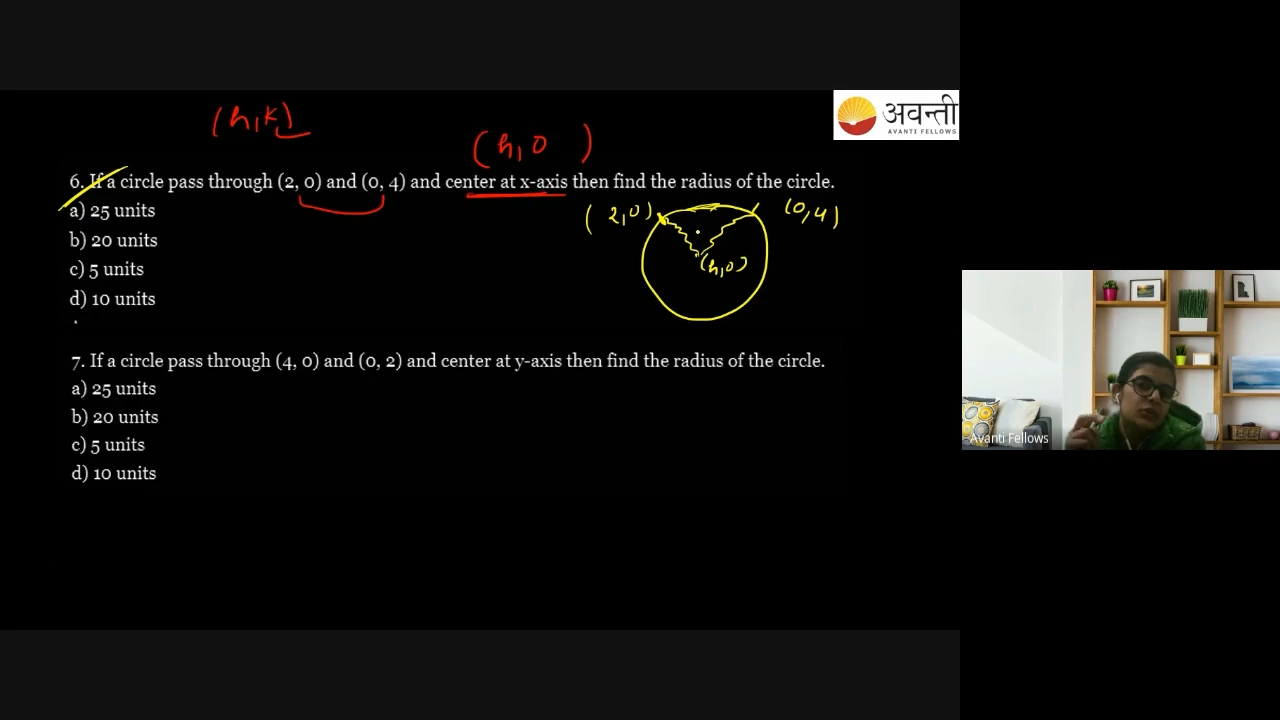 (h,k)
(h,0 )
अवन्ती
AVANTI FELLOWS
6. If a circle pass through (2, 0) and (0, 4) and center at x-axis then find the radius of the circle.
a) 25 units
b) 20 units
c) 5 units
d) 10 units
(2,0)
(0,4)
(h,0)
7. If a circle pass through (4, 0) and (0, 2) and center at y-axis then find the radius of the circle.
a) 25 units
b) 20 units
c) 5 units
d) 10 units
Avanti Fellows